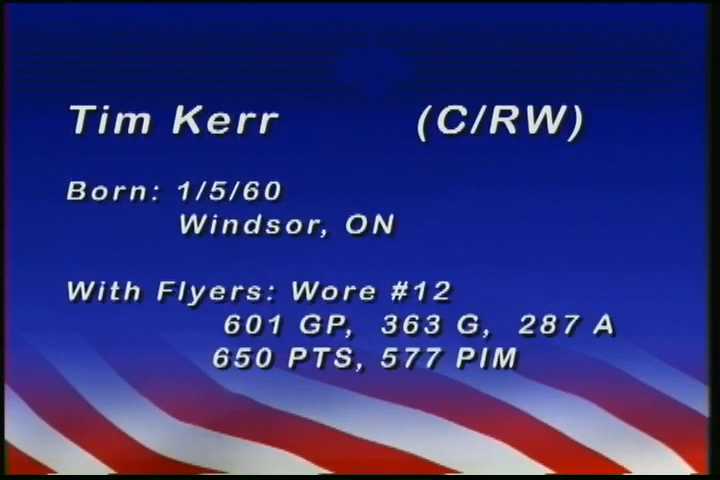 Tim Kerr (C/RW)
Born: 1/5/60
Windsor, ON
With Flyers: Wore #12
601 GP, 363 G, 287 A
650 PTS, 577 PIM